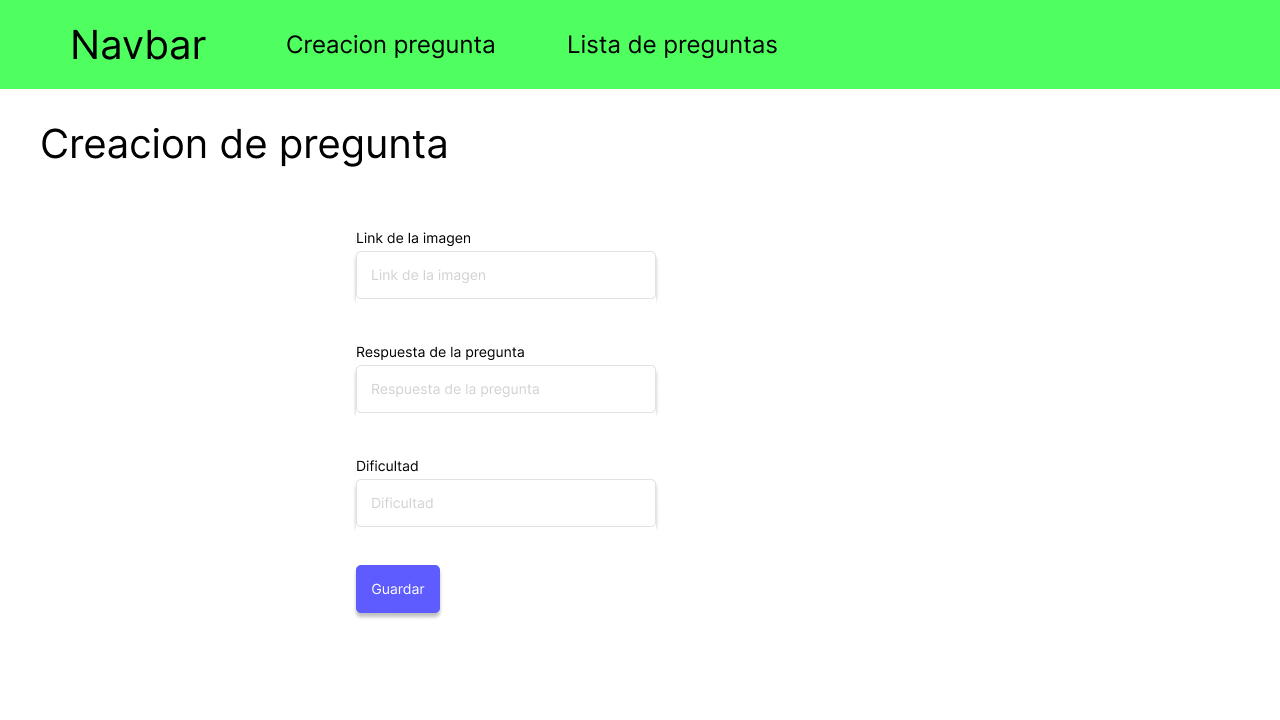 Navbar Creacion pregunta Lista de preguntas
Creacion de pregunta
Link de la imagen
Link de la imagen
Respuesta de la pregunta
Respuesta de la pregunta
Dificultad
Dificultad
Guardar